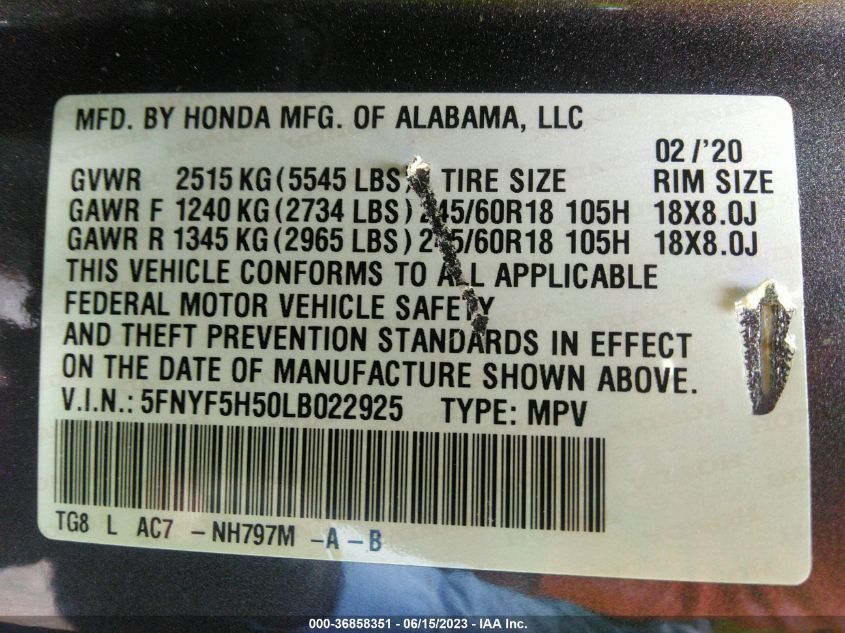 MFD. BY HONDA MFG. OF ALABAMA, LLC
02 /'20
GVWR 2515 KG (5545 LBS) TIRE SIZE RIM SIZE
GAWR F 1240 KG (2734 LBS) 245/60R18 105H 18X8.0J
GAWR R 1345 KG (2965 LBS) 245/60R18 105H 18X8.0J
THIS VEHICLE CONFORMS TO ALL APPLICABLE
FEDERAL MOTOR VEHICLE SAFETY
AND THEFT PREVENTION STANDARDS IN EFFECT
ON THE DATE OF MANUFACTURE SHOWN ABOVE.
V.I.N.: 5FNYF5H50LB022925 TYPE: MPV
TG8 L AC7 - NH797M - A - B
000-36858351 - 06/15/2023 - IAA Inc.